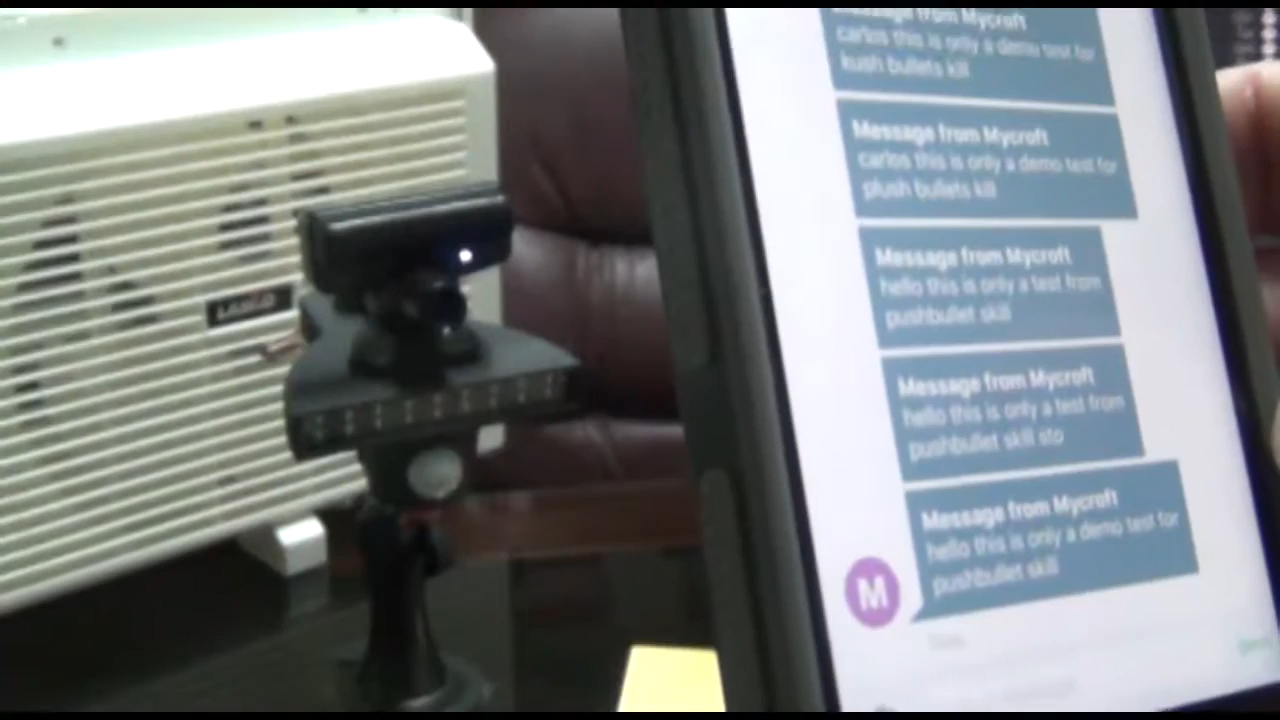 Message from Mycroft
carlos this is only a demo test for
kush bullets kill
Message from Mycroft
carlos this is only a demo test for
plush bullets kill
Message from Mycroft
hello this is only a test from
pushbullet skill
Message from Mycroft
hello this is only a test from
pushbullet skill sto
Message from Mycroft
hello this is only a demo test for
pushbullet skill
M
LASKO